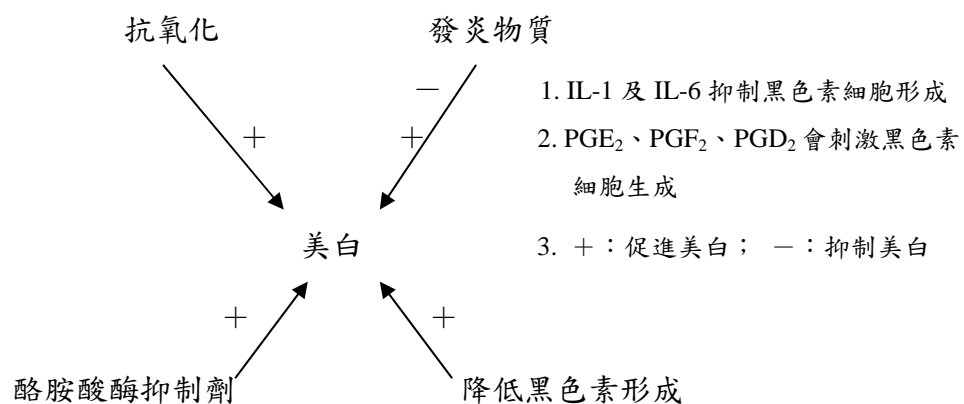 抗氧化
發炎物質
－
＋
＋
1. IL-1 及 IL-6 抑制黑色素細胞形成
2. PGE₂、PGF₂、PGD₂ 會刺激黑色素
細胞生成
美白
3. ＋：促進美白； －：抑制美白
＋
＋
酪胺酸酶抑制劑
降低黑色素形成